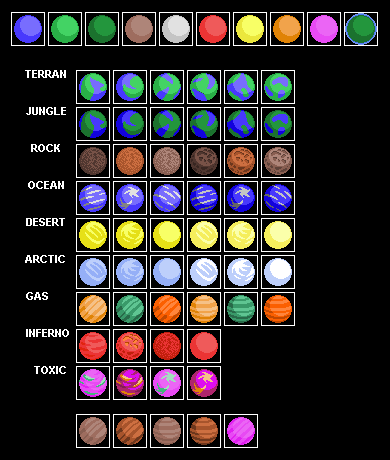 TERRAN
JUNGLE
ROCK
OCEAN
DESERT
ARCTIC
GAS
INFERNO
TOXIC